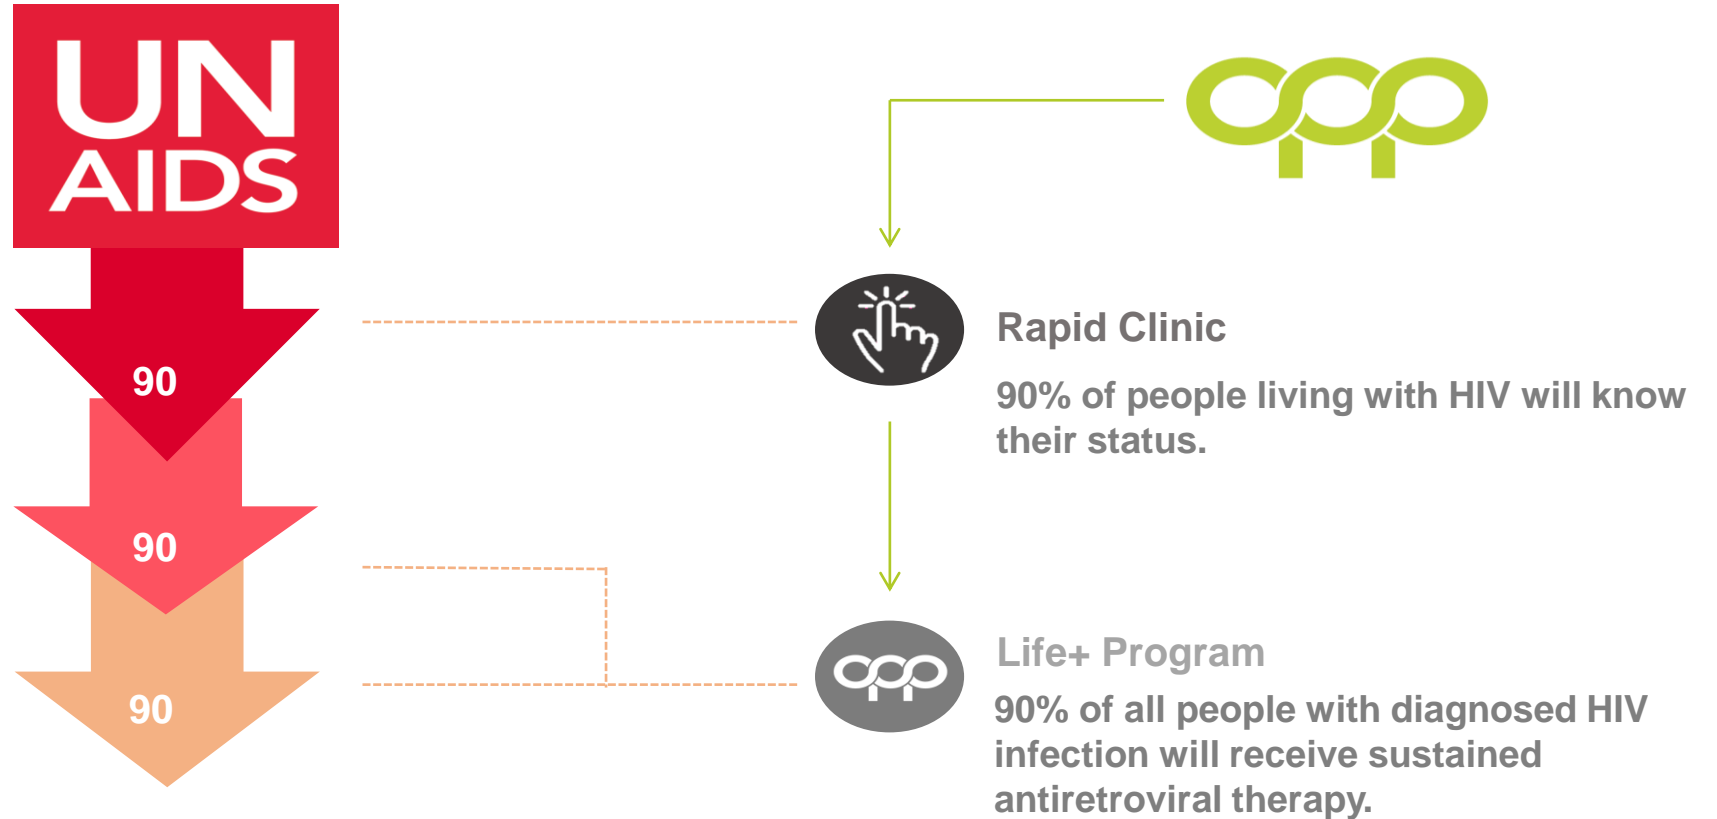 UN
AIDS
90
90
90
Rapid Clinic
90% of people living with HIV will know
their status.
Life+ Program
90% of all people with diagnosed HIV
infection will receive sustained
antiretroviral therapy.